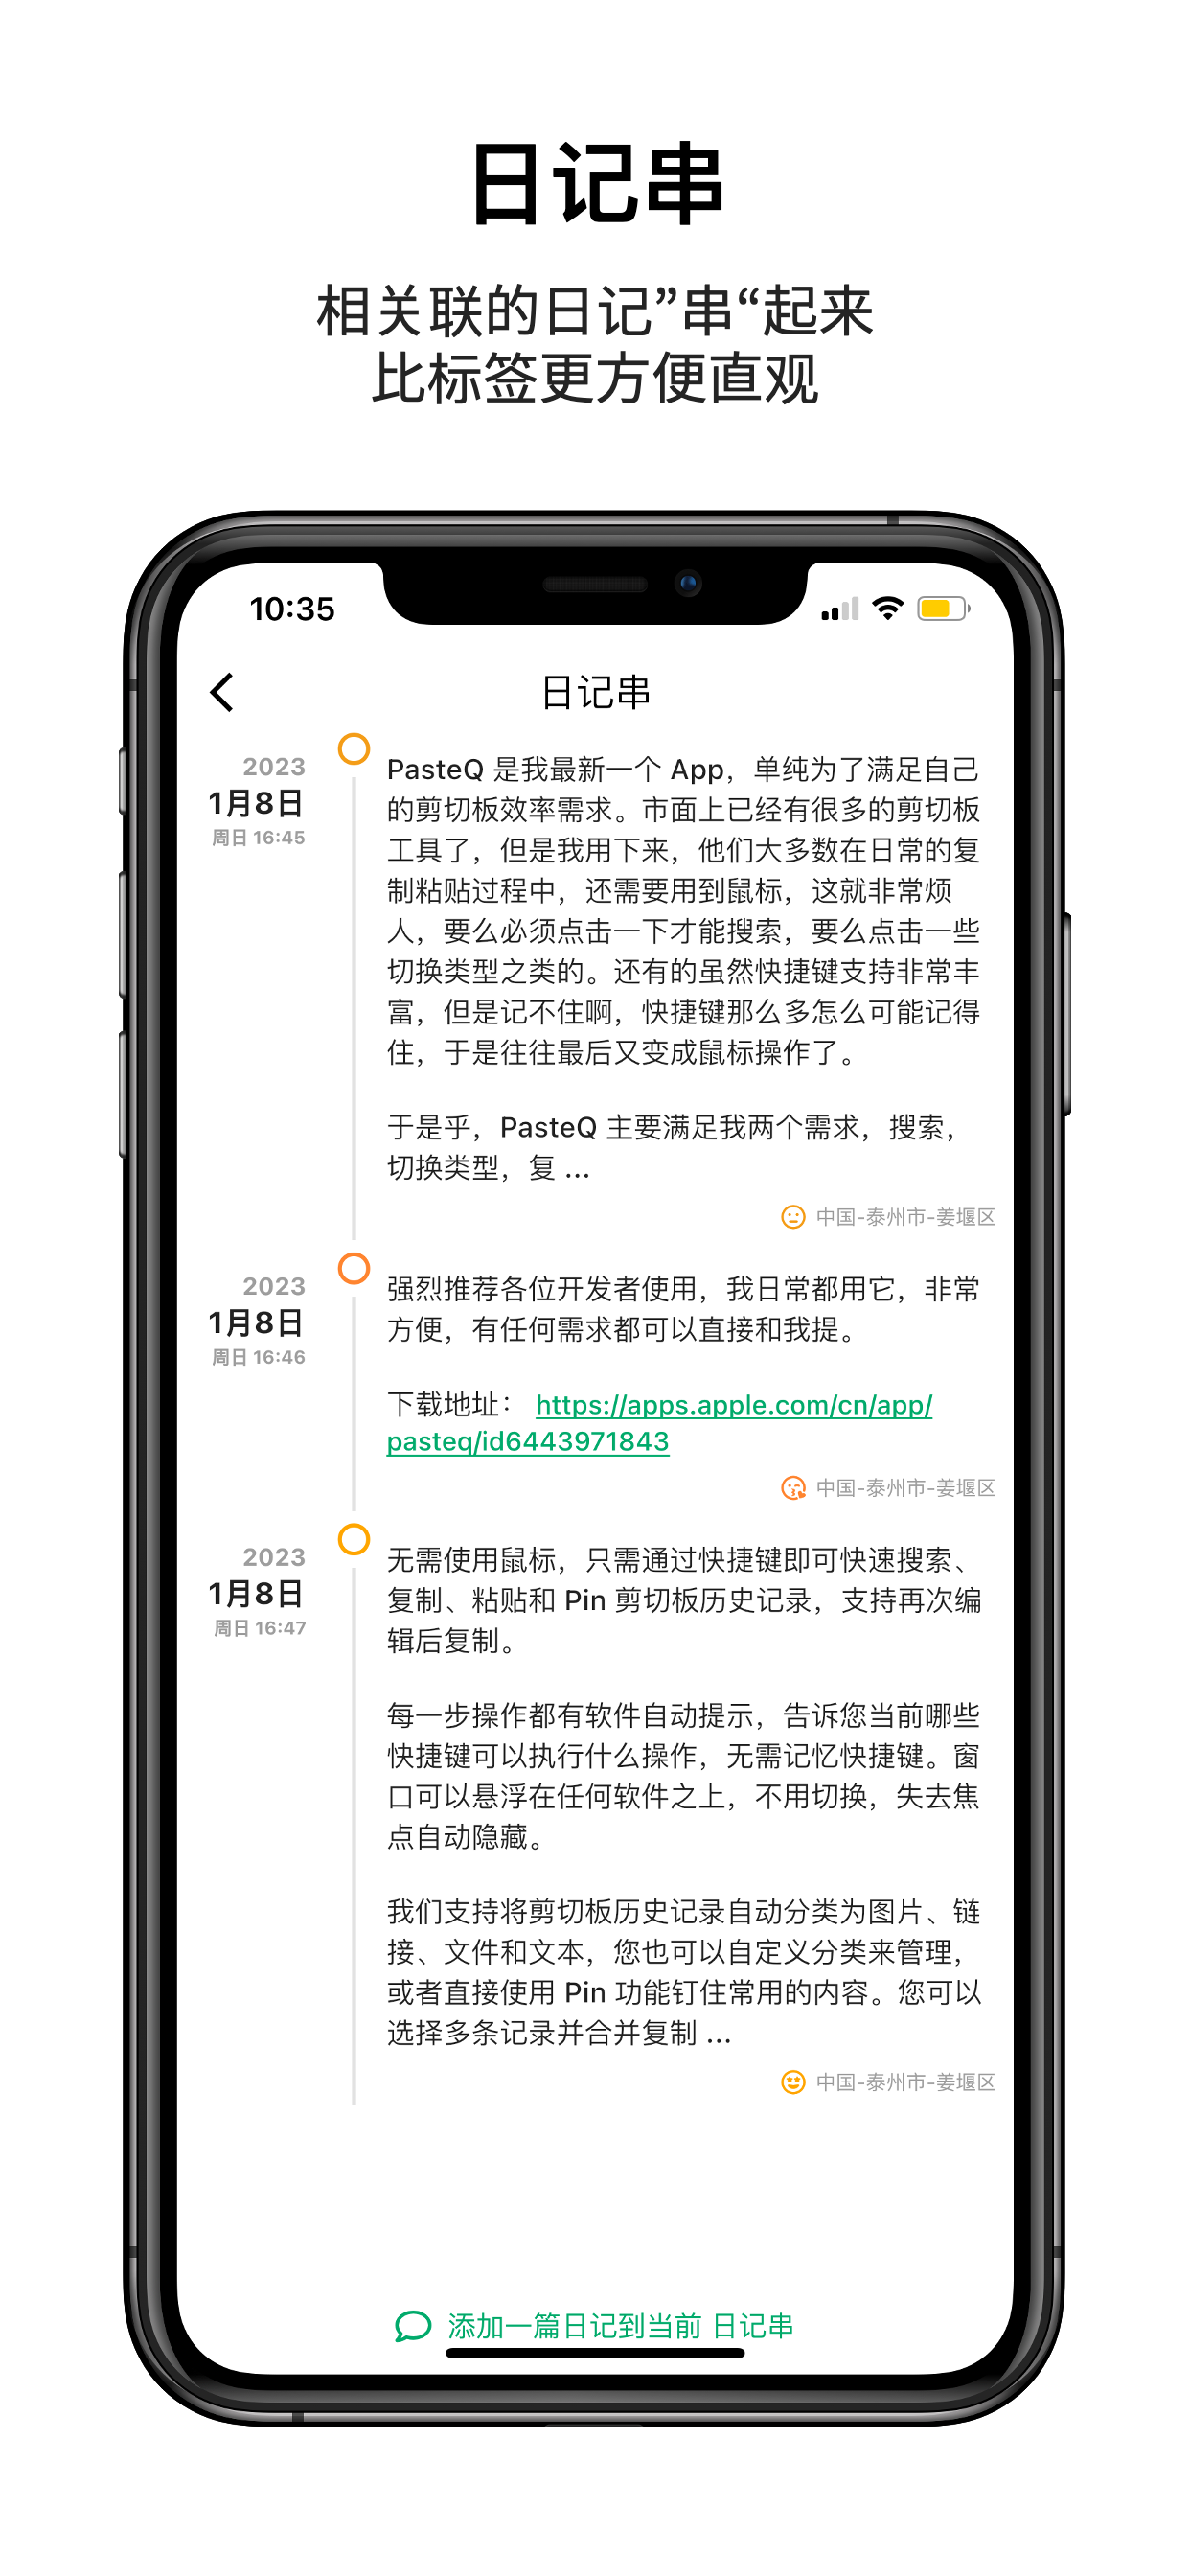 日记串
相关联的日记”串“起来
比标签更方便直观
10:35
日记串
2023
1月8日
周日 16:45
PasteQ 是我最新一个 App，单纯为了满足自己
的剪切板效率需求。市面上已经有很多的剪切板
工具了，但是我用下来，他们大多数在日常的复
制粘贴过程中，还需要用到鼠标，这就非常烦
人，要么必须点击一下才能搜索，要么点击一些
切换类型之类的。还有的虽然快捷键支持非常丰
富，但是记不住啊，快捷键那么多怎么可能记得
住，于是往往最后又变成鼠标操作了。
于是乎，PasteQ 主要满足我两个需求，搜索，
切换类型，复 ...
中国-泰州市-姜堰区
2023
1月8日
周日 16:46
强烈推荐各位开发者使用，我日常都用它，非常
方便，有任何需求都可以直接和我提。
下载地址： https://apps.apple.com/cn/app/
pasteq/id6443971843
中国-泰州市-姜堰区
2023
1月8日
周日 16:47
无需使用鼠标，只需通过快捷键即可快速搜索、
复制、粘贴和 Pin 剪切板历史记录，支持再次编
辑后复制。
每一步操作都有软件自动提示，告诉您当前哪些
快捷键可以执行什么操作，无需记忆快捷键。窗
口可以悬浮在任何软件之上，不用切换，失去焦
点自动隐藏。
我们支持将剪切板历史记录自动分类为图片、链
接、文件和文本，您也可以自定义分类来管理，
或者直接使用 Pin 功能钉住常用的内容。您可以
选择多条记录并合并复制 ...
中国-泰州市-姜堰区
添加一篇日记到当前 日记串